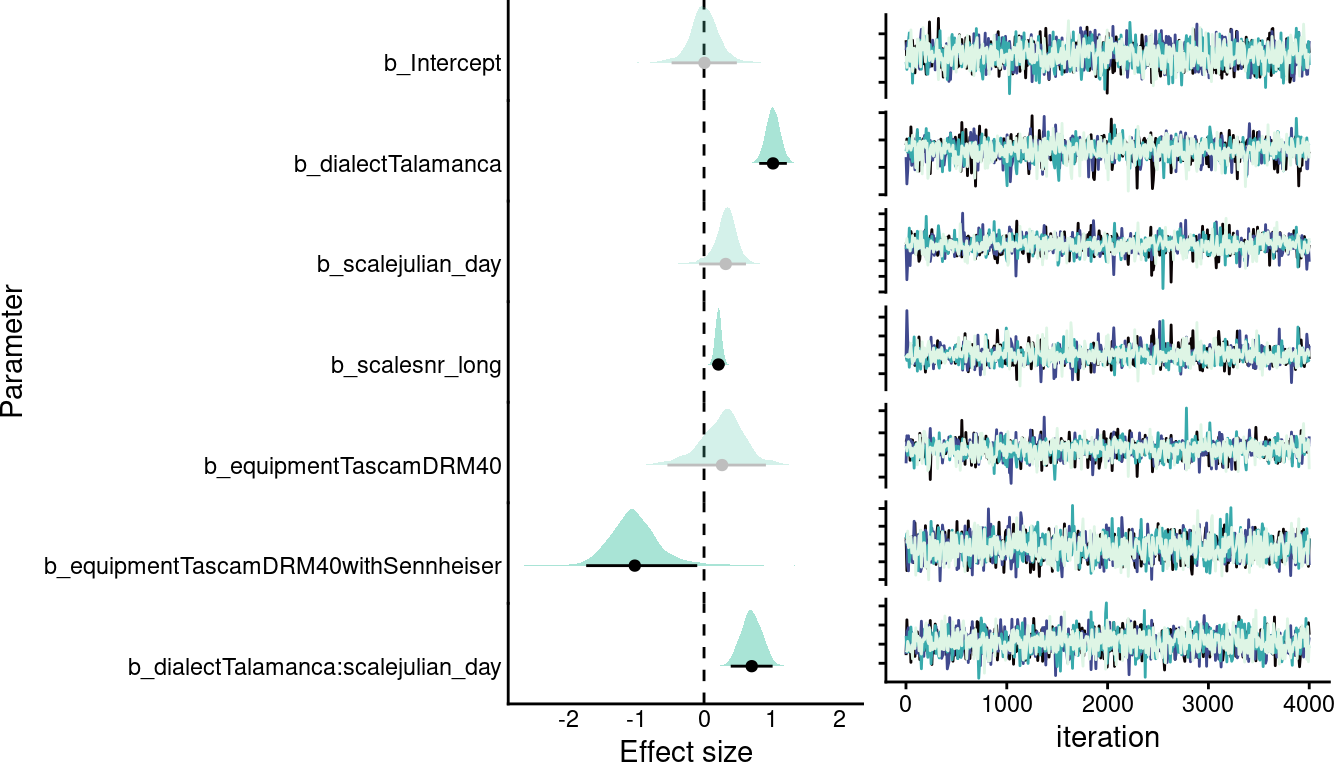 Parameter
b_Intercept
b_dialectTalamanca
b_scalejulian_day
b_scalesnr_long
b_equipmentTascamDRM40
b_equipmentTascamDRM40withSennheiser
b_dialectTalamanca:scalejulian_day
-2 -1 0 1 2
Effect size
0 1000 2000 3000 4000
iteration